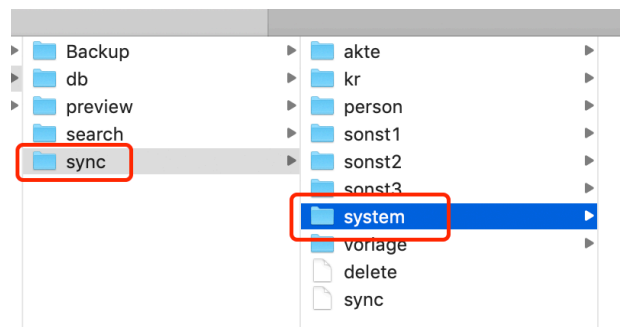 Backup
db
preview
search
sync
akte
kr
person
sonst1
sonst2
sonst3
system
vorlage
delete
sync